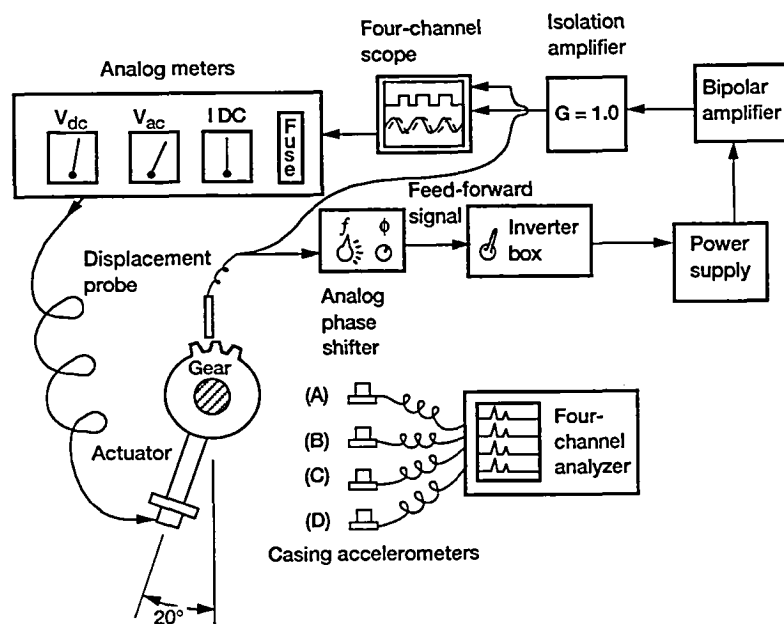 Four-channel
scope
Isolation
amplifier
Analog meters
Bipolar
amplifier
G = 1.0
Vdc
Vac
I DC
Fuse
Feed-forward
signal
f
ϕ
Inverter
box
Power
supply
Displacement
probe
Analog
phase
shifter
Gear
(A)
(B)
(C)
(D)
Four-
channel
analyzer
Actuator
Casing accelerometers
20°